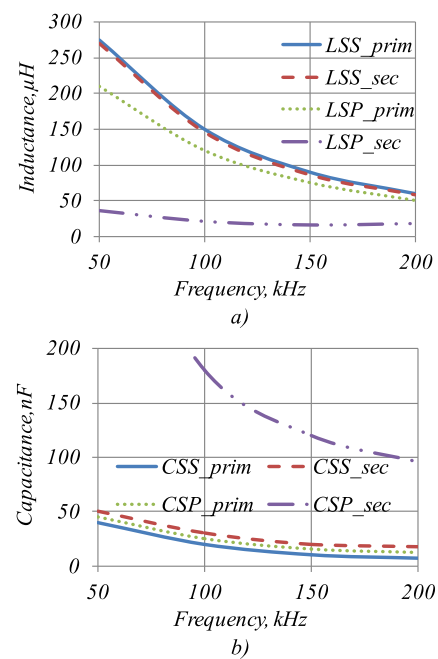 300
250
200
150
100
50
0
Inductance,µH
LSS_prim
LSS_sec
LSP_prim
LSP_sec
50 100 150 200
Frequency, kHz
a)
200
150
100
50
0
Capacitance,nF
CSS_prim CSS_sec
CSP_prim CSP_sec
50 100 150 200
Frequency, kHz
b)